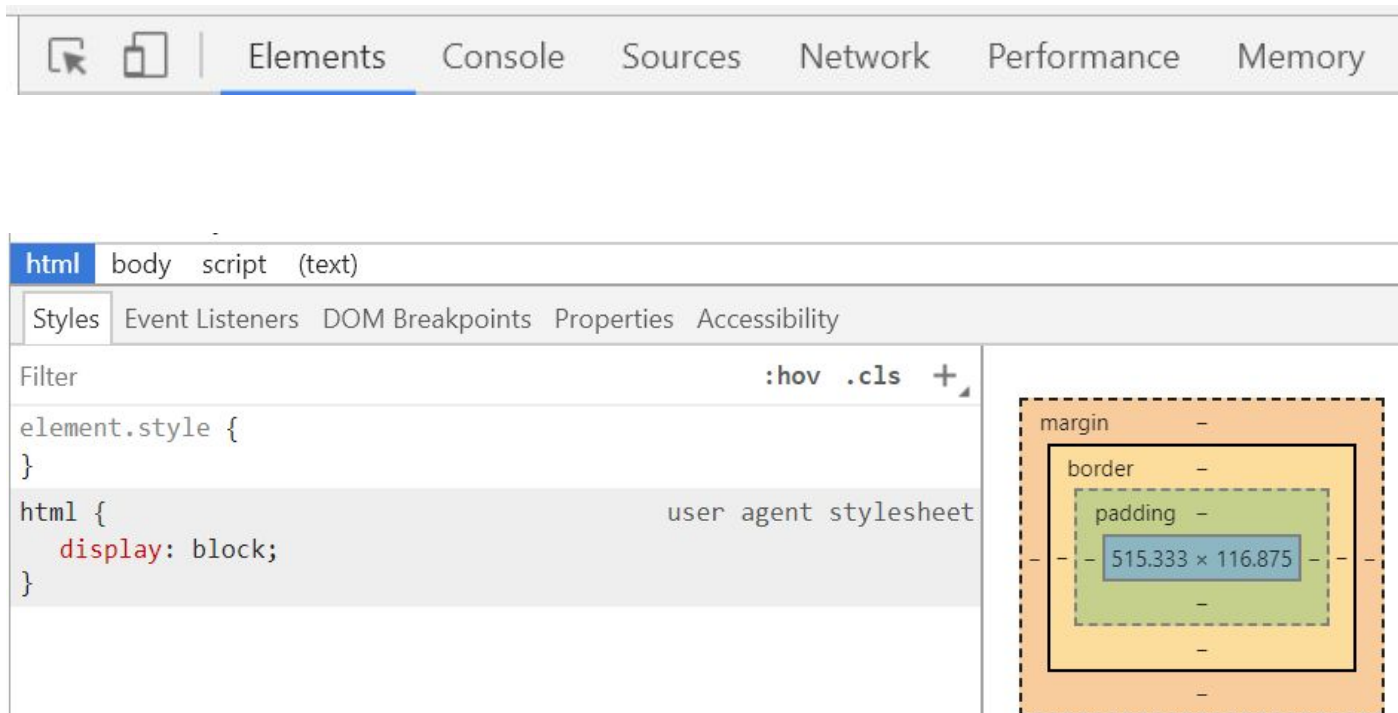 Elements Console Sources Network Performance Memory
html body script (text)
Styles Event Listeners DOM Breakpoints Properties Accessibility
Filter :hov .cls +
element.style {
}
html { user agent stylesheet
display: block;
}
margin –
border –
padding –
– – – 515.333 × 116.875 – – –
–
–
–